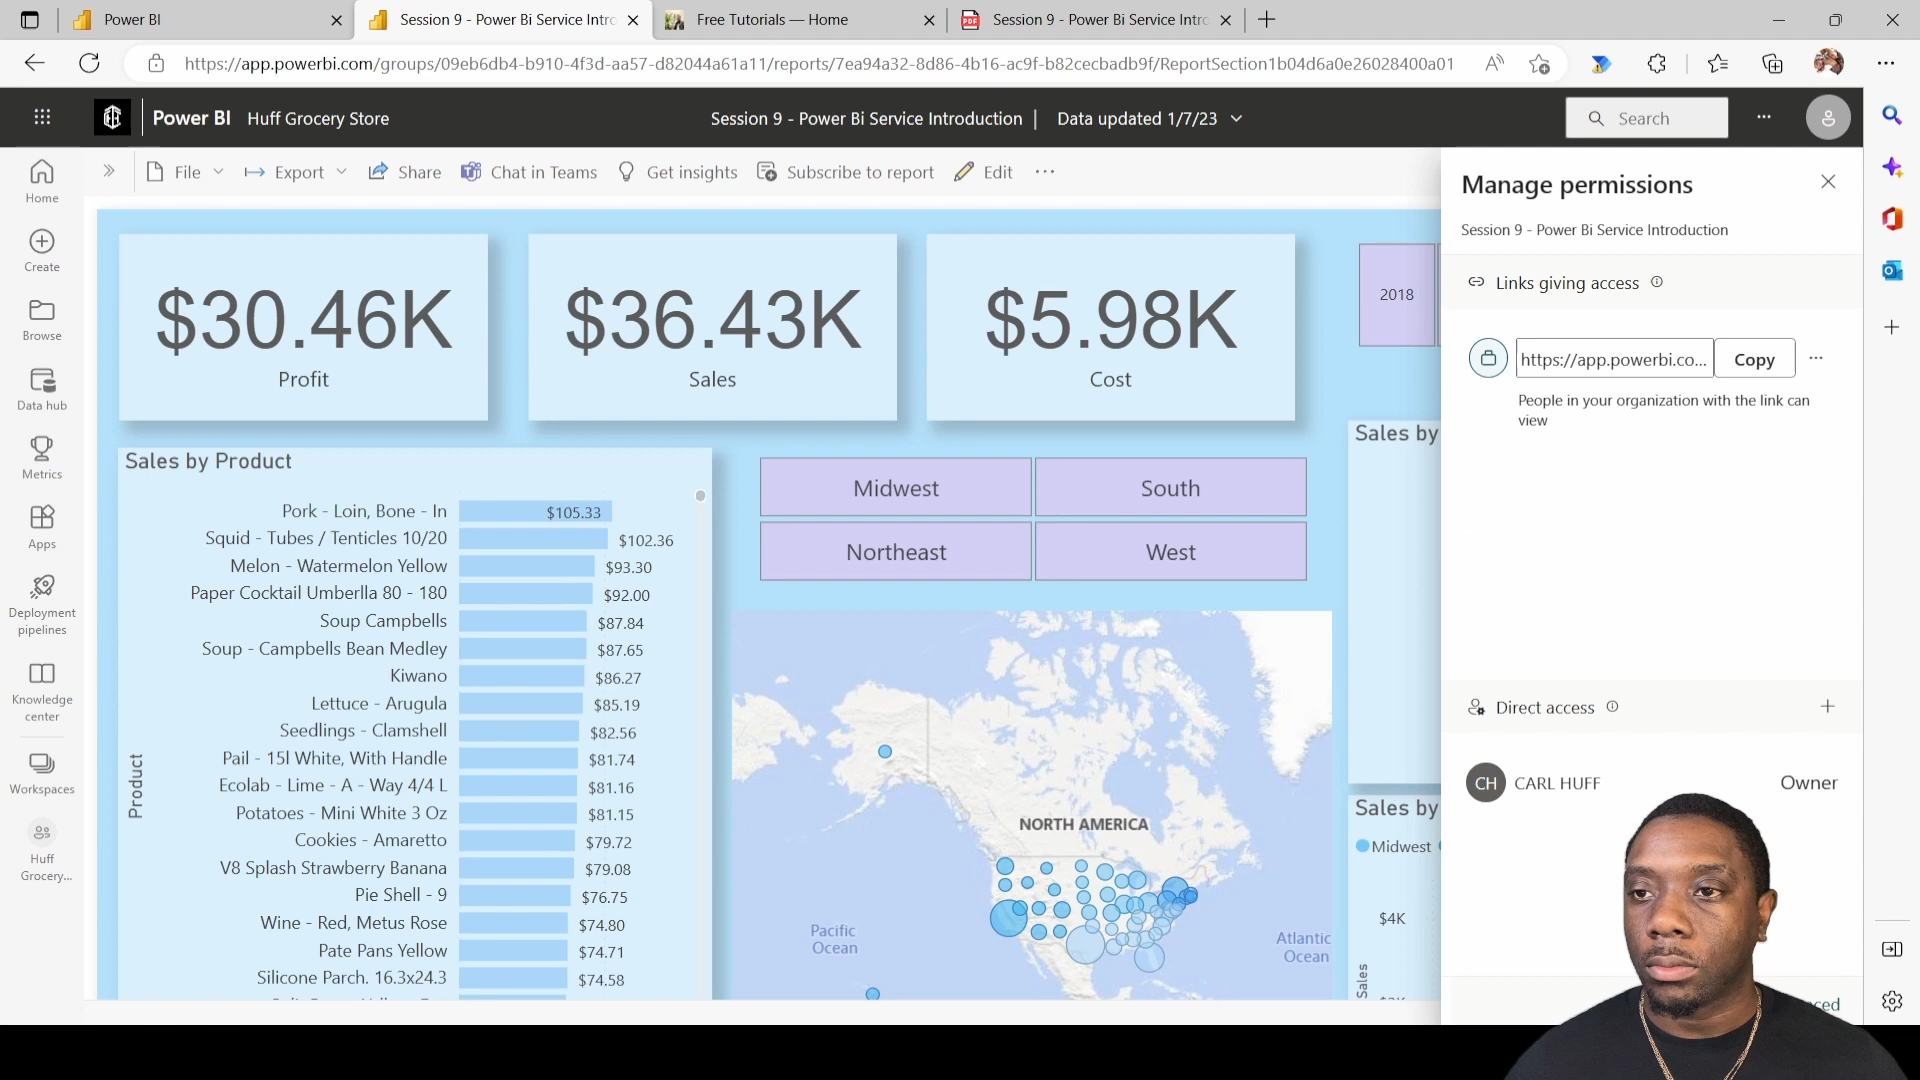 Power BI
Session 9 - Power Bi Service Intro
Free Tutorials — Home
Session 9 - Power Bi Service Intro
https://app.powerbi.com/groups/09eb6db4-b910-4f3d-aa57-d82044a61a11/reports/7ea94a32-8d86-4b16-ac9f-b82cecbadb9f/ReportSection1b04d6a0e26028400a01
Power BI Huff Grocery Store
Session 9 - Power Bi Service Introduction | Data updated 1/7/23
Search
Home
Create
Browse
Data hub
Metrics
Apps
Deployment
pipelines
Knowledge
center
Workspaces
Huff
Grocery...
File
Export
Share
Chat in Teams
Get insights
Subscribe to report
Edit
$30.46K
Profit
$36.43K
Sales
$5.98K
Cost
2018
Sales by Product
Product
Pork - Loin, Bone - In $105.33
Squid - Tubes / Tenticles 10/20 $102.36
Melon - Watermelon Yellow $93.30
Paper Cocktail Umberlla 80 - 180 $92.00
Soup Campbells $87.84
Soup - Campbells Bean Medley $87.65
Kiwano $86.27
Lettuce - Arugula $85.19
Seedlings - Clamshell $82.56
Pail - 15l White, With Handle $81.74
Ecolab - Lime - A - Way 4/4 L $81.16
Potatoes - Mini White 3 Oz $81.15
Cookies - Amaretto $79.72
V8 Splash Strawberry Banana $79.08
Pie Shell - 9 $76.75
Wine - Red, Metus Rose $74.80
Pate Pans Yellow $74.71
Silicone Parch. 16.3x24.3 $74.58
Midwest
South
Northeast
West
NORTH AMERICA
Pacific
Ocean
Atlantic
Ocean
Sales by
Sales by
Midwest
$4K
Sales
Manage permissions
Session 9 - Power Bi Service Introduction
Links giving access
https://app.powerbi.co...
Copy
People in your organization with the link can
view
Direct access
CH CARL HUFF Owner